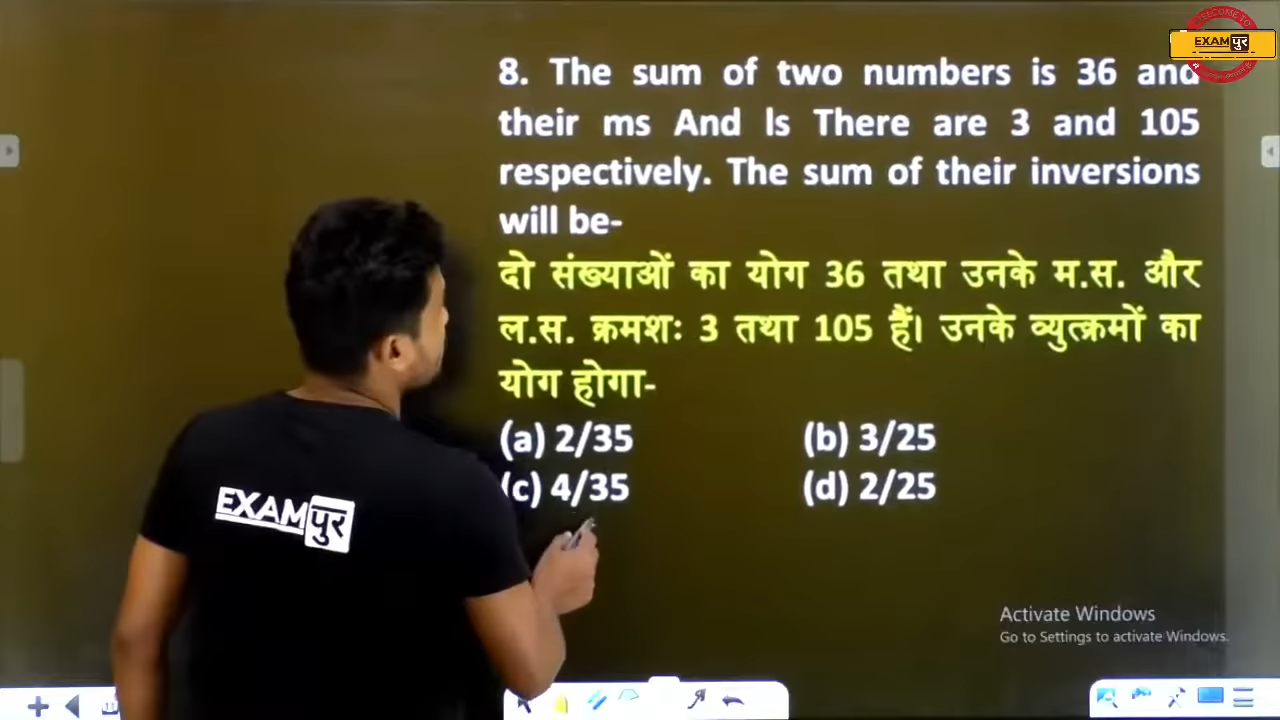 WELCOME TO
EXAMपुर
8. The sum of two numbers is 36 and
their ms And ls There are 3 and 105
respectively. The sum of their inversions
will be-
दो संख्याओं का योग 36 तथा उनके म.स. और
ल.स. क्रमशः 3 तथा 105 हैं। उनके व्युत्क्रमों का
योग होगा-
(a) 2/35 (b) 3/25
(c) 4/35 (d) 2/25
EXAMपुर
Activate Windows
Go to Settings to activate Windows.